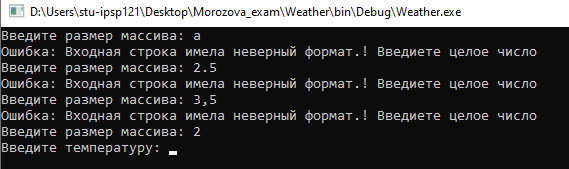 D:\Users\stu-ipsp121\Desktop\Morozova_exam\Weather\bin\Debug\Weather.exe
Введите размер массива: a
Ошибка: Входная строка имела неверный формат.! Введиете целое число
Введите размер массива: 2.5
Ошибка: Входная строка имела неверный формат.! Введиете целое число
Введите размер массива: 3,5
Ошибка: Входная строка имела неверный формат.! Введиете целое число
Введите размер массива: 2
Введите температуру: